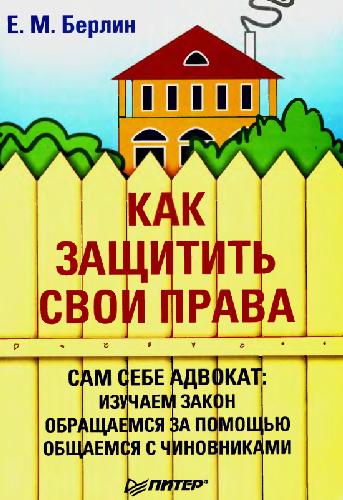 Е. М. Берлин
КАК
ЗАЩИТИТЬ
СВОИ ПРАВА
САМ СЕБЕ АДВОКАТ:
ИЗУЧАЕМ ЗАКОН
ОБРАЩАЕМСЯ ЗА ПОМОЩЬЮ
ОБЩАЕМСЯ С ЧИНОВНИКАМИ
ПИТЕР®